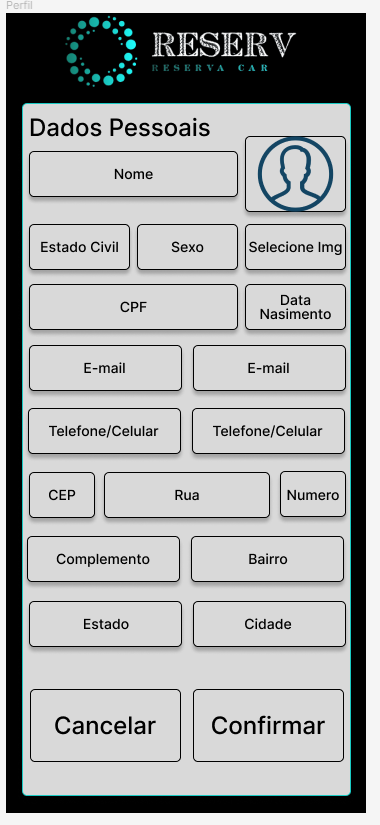 Perfil
RESERV
RESERVA CAR
Dados Pessoais
Nome
Estado Civil
Sexo
Selecione Img
CPF
Data
Nasimento
E-mail
E-mail
Telefone/Celular
Telefone/Celular
CEP
Rua
Numero
Complemento
Bairro
Estado
Cidade
Cancelar
Confirmar